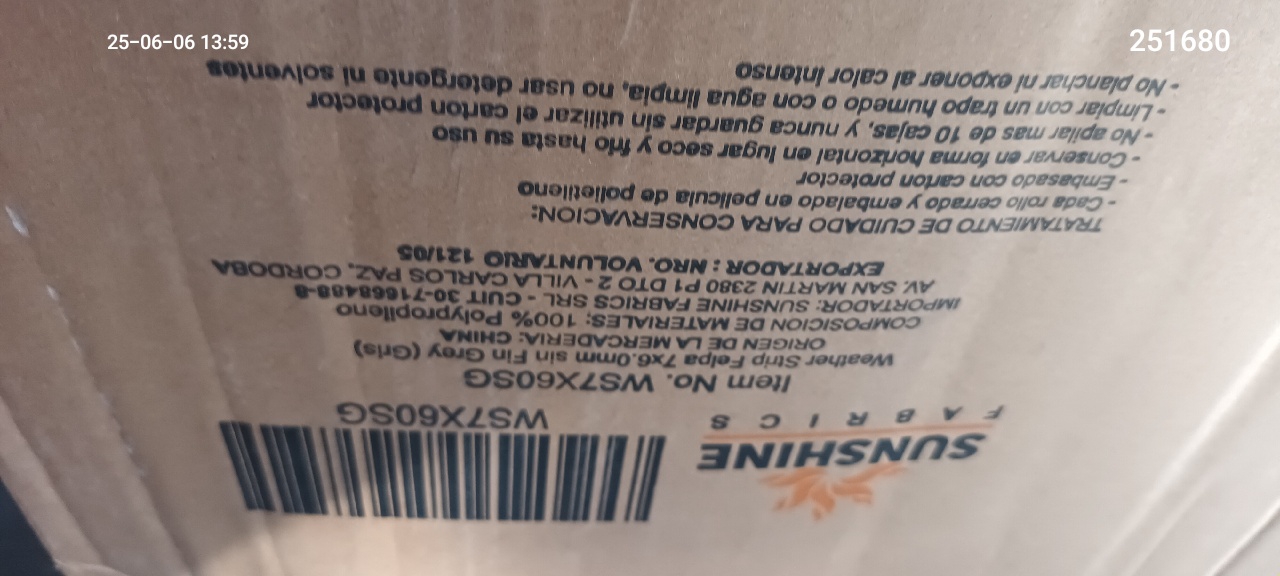 25-06-06 13:59
251680
SUNSHINE
FABRICS
WS7X60SG
Item No. WS7X60SG
Weather Strip Felpa 7x6.0mm sin Fin Grey (Gris)
ORIGEN DE LA MERCADERIA: CHINA
COMPOSICION DE MATERIALES: 100% Polypropileno
IMPORTADOR: SUNSHINE FABRICS SRL - CUIT 30-71668488-8
AV. SAN MARTIN 2380 P1 DTO 2 - VILLA CARLOS PAZ, CORDOBA
EXPORTADOR : NRO. VOLUNTARIO 121/05
TRATAMIENTO DE CUIDADO PARA CONSERVACION:
- Cada rollo cerrado y embalado en pelicula de polietileno
- Embasado con carton protector
- Conservar en forma horizontal en lugar seco y frio hasta su uso
- No apilar mas de 10 cajas, y nunca guardar sin utilizar el carton protector
- Limpiar con un trapo humedo o con agua limpia, no usar detergente ni solventes
- No planchar ni exponer al calor intenso